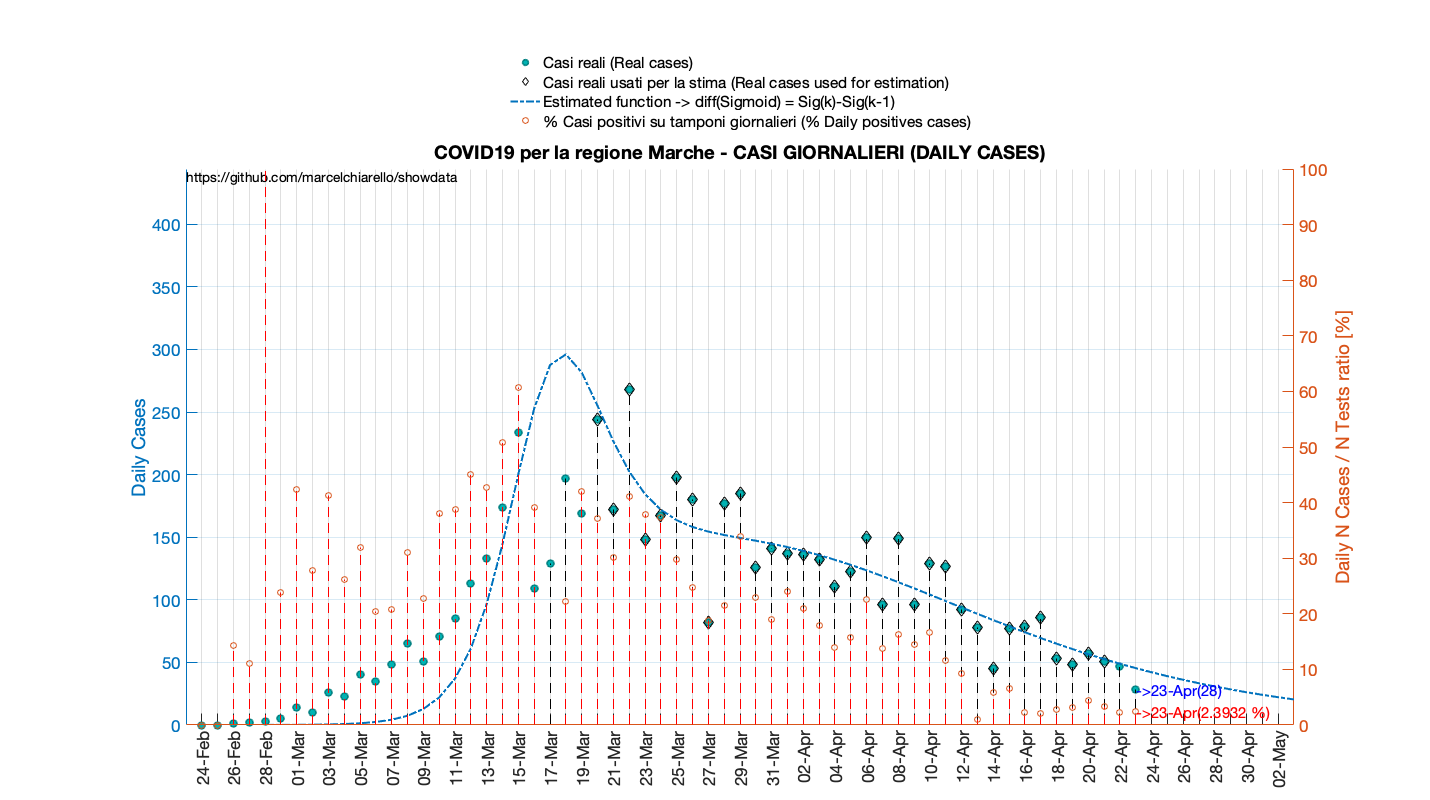 Casi reali (Real cases)
Casi reali usati per la stima (Real cases used for estimation)
Estimated function -> diff(Sigmoid) = Sig(k)-Sig(k-1)
% Casi positivi su tamponi giornalieri (% Daily positives cases)
COVID19 per la regione Marche - CASI GIORNALIERI (DAILY CASES)
https://github.com/marcelchiarello/showdata
Daily Cases
400
350
300
250
200
150
100
50
0
100
90
80
70
60
50
40
30
20
10
0
Daily N Cases / N Tests ratio [%]
->23-Apr(28)
->23-Apr(2.3932 %)
24-Feb
26-Feb
28-Feb
01-Mar
03-Mar
05-Mar
07-Mar
09-Mar
11-Mar
13-Mar
15-Mar
17-Mar
19-Mar
21-Mar
23-Mar
25-Mar
27-Mar
29-Mar
31-Mar
02-Apr
04-Apr
06-Apr
08-Apr
10-Apr
12-Apr
14-Apr
16-Apr
18-Apr
20-Apr
22-Apr
24-Apr
26-Apr
28-Apr
30-Apr
02-May